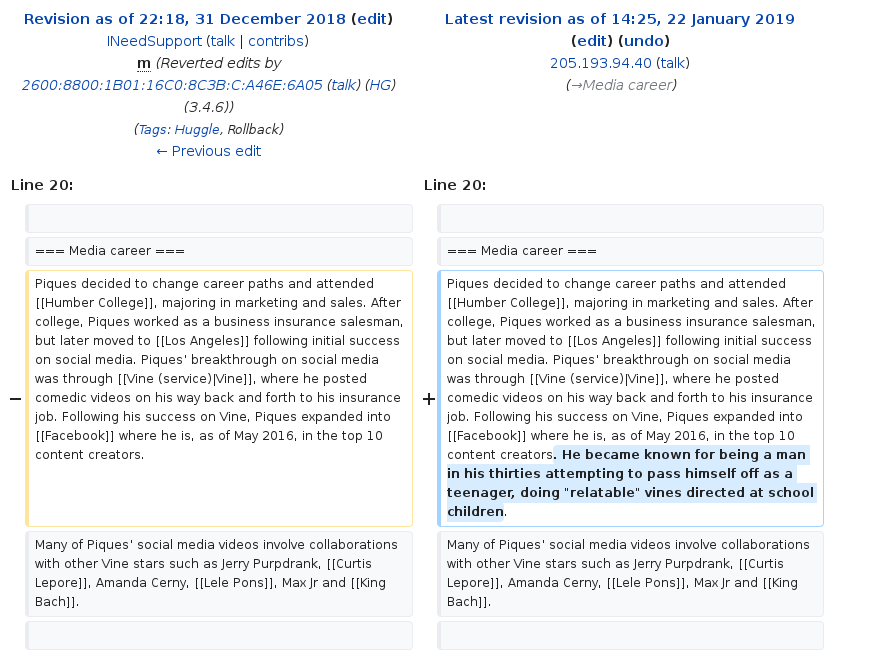 Revision as of 22:18, 31 December 2018 (edit)
INeedSupport (talk | contribs)
m (Reverted edits by
2600:8800:1B01:16C0:8C3B:C:A46E:6A05 (talk) (HG)
(3.4.6))
(Tags: Huggle, Rollback)
← Previous edit
Latest revision as of 14:25, 22 January 2019
(edit) (undo)
205.193.94.40 (talk)
(→Media career)
Line 20:
Line 20:
=== Media career ===
=== Media career ===
−
Piques decided to change career paths and attended
[[Humber College]], majoring in marketing and sales. After
college, Piques worked as a business insurance salesman,
but later moved to [[Los Angeles]] following initial success
on social media. Piques' breakthrough on social media
was through [[Vine (service)|Vine]], where he posted
comedic videos on his way back and forth to his insurance
job. Following his success on Vine, Piques expanded into
[[Facebook]] where he is, as of May 2016, in the top 10
content creators.
+
Piques decided to change career paths and attended
[[Humber College]], majoring in marketing and sales. After
college, Piques worked as a business insurance salesman,
but later moved to [[Los Angeles]] following initial success
on social media. Piques' breakthrough on social media
was through [[Vine (service)|Vine]], where he posted
comedic videos on his way back and forth to his insurance
job. Following his success on Vine, Piques expanded into
[[Facebook]] where he is, as of May 2016, in the top 10
content creators. He became known for being a man
in his thirties attempting to pass himself off as a
teenager, doing "relatable" vines directed at school
children.
Many of Piques' social media videos involve collaborations
with other Vine stars such as Jerry Purpdrank, [[Curtis
Lepore]], Amanda Cerny, [[Lele Pons]], Max Jr and [[King
Bach]].
Many of Piques' social media videos involve collaborations
with other Vine stars such as Jerry Purpdrank, [[Curtis
Lepore]], Amanda Cerny, [[Lele Pons]], Max Jr and [[King
Bach]].